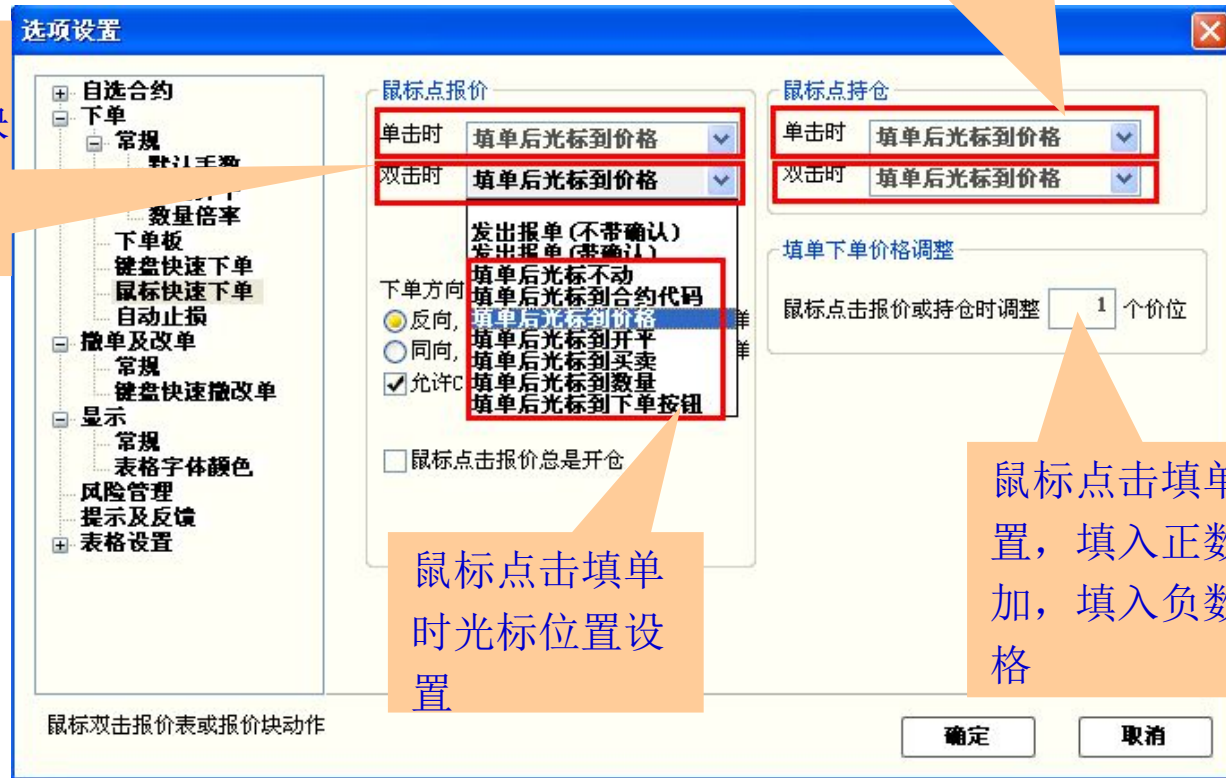 选项设置
自选合约
下单
常规
默认手数
数量倍率
下单板
键盘快速下单
鼠标快速下单
自动止损
撤单及改单
常规
键盘快速撤改单
显示
常规
表格字体颜色
风险管理
提示及反馈
表格设置
鼠标点报价
单击时 填单后光标到价格
双击时 填单后光标到价格
发出报单(不带确认)
发出报单(带确认)
填单后光标不动
填单后光标到合约代码
填单后光标到价格
填单后光标到开平
填单后光标到买卖
填单后光标到数量
填单后光标到下单按钮
下单方向
反向, 样
同向, 样
允许C
鼠标点击报价总是开仓
鼠标点持仓
单击时 填单后光标到价格
双击时 填单后光标到价格
填单下单价格调整
鼠标点击报价或持仓时调整 1 个价位
鼠标点击填单
时光标位置设
置
鼠标点击填单
置，填入正数
加，填入负数
格
鼠标双击报价表或报价块动作
确定
取消